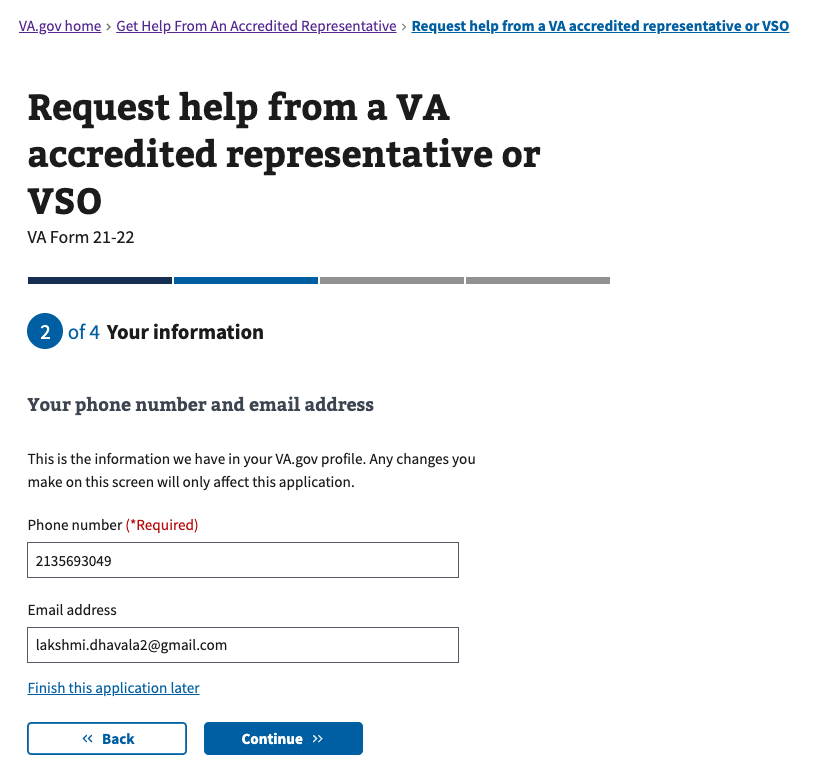 VA.gov home › Get Help From An Accredited Representative › Request help from a VA accredited representative or VSO
Request help from a VA
accredited representative or
VSO
VA Form 21-22
2 of 4 Your information
Your phone number and email address
This is the information we have in your VA.gov profile. Any changes you
make on this screen will only affect this application.
Phone number (*Required)
2135693049
Email address
lakshmi.dhavala2@gmail.com
Finish this application later
« Back
Continue »